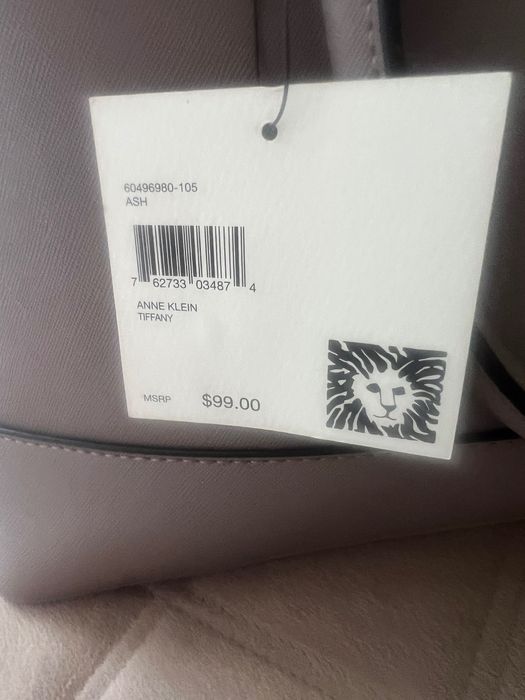 60496980-105
ASH
7 62733 03487 4
ANNE KLEIN
TIFFANY
MSRP $99.00